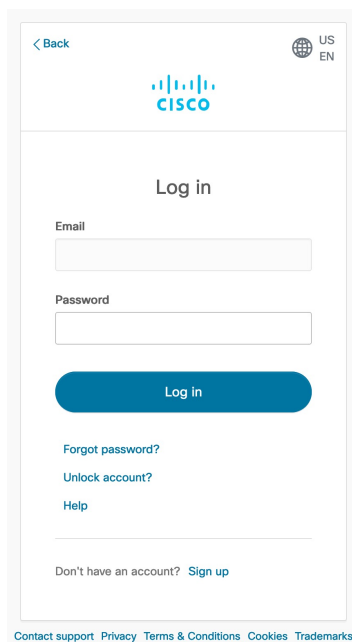 Back
US
EN
CISCO
Log in
Email
Password
Log in
Forgot password?
Unlock account?
Help
Don't have an account? Sign up
Contact support Privacy Terms & Conditions Cookies Trademarks